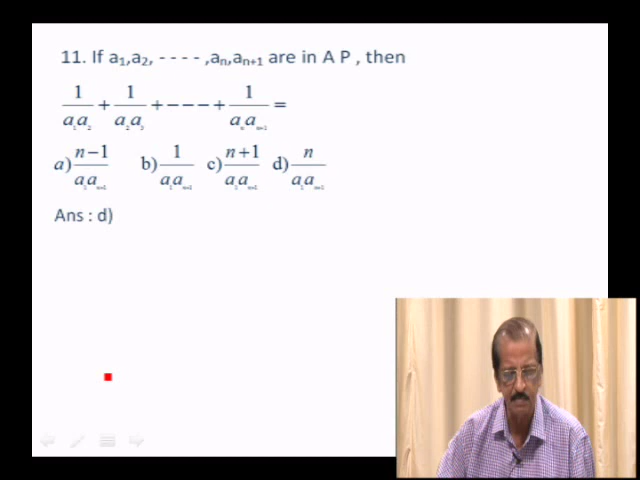 11. If a₁,a₂, - - - - ,aₙ,aₙ₊₁ are in A P , then
1/a₁a₂ + 1/a₂a₃ + - - - + 1/aₙaₙ₊₁ =
a) n−1/a₁aₙ₊₁ b) 1/a₁aₙ₊₁ c) n+1/a₁aₙ₊₁ d) n/a₁aₙ₊₁
Ans : d)